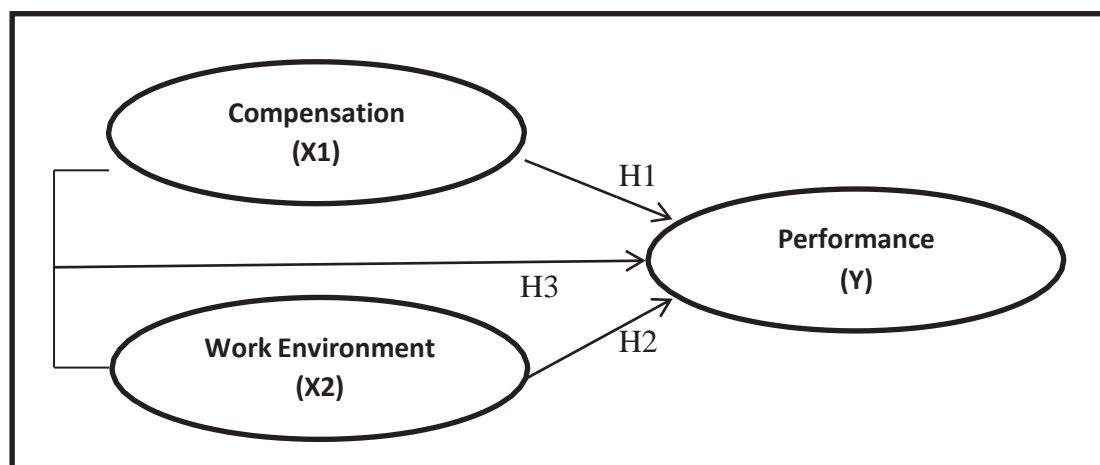 Compensation
(X1)
H1
Performance
(Y)
H3
Work Environment
(X2)
H2